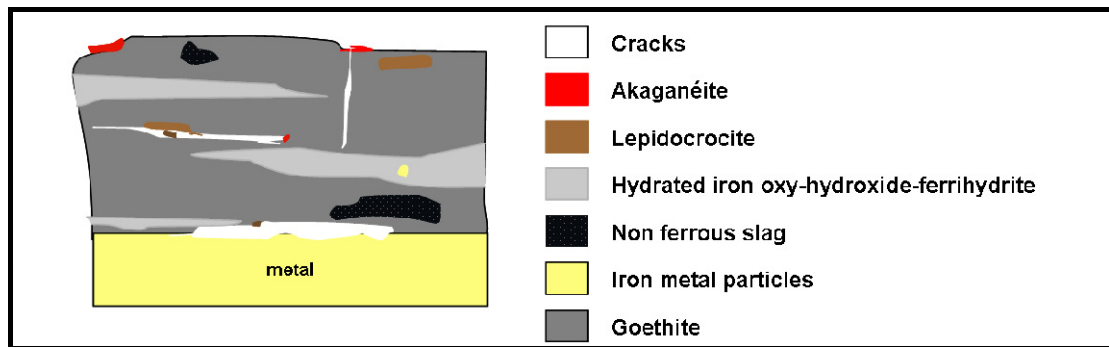 Cracks
Akaganéite
Lepidocrocite
Hydrated iron oxy-hydroxide-ferrihydrite
Non ferrous slag
metal
Iron metal particles
Goethite